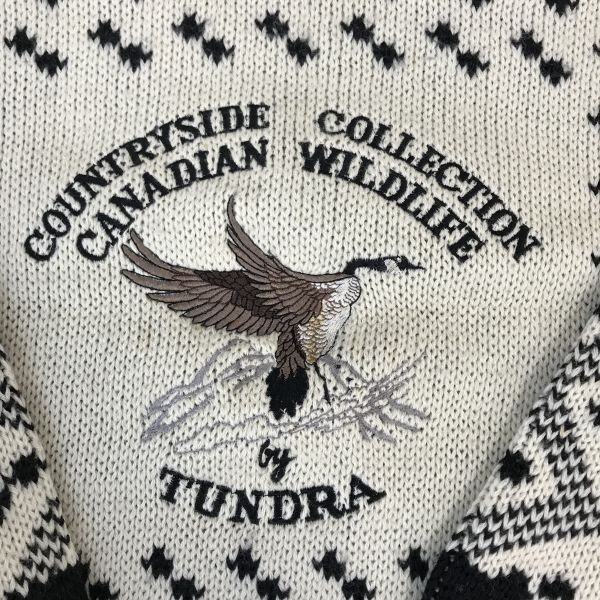 COUNTRYSIDE COLLECTION
CANADIAN WILDLIFE
by
TUNDRA